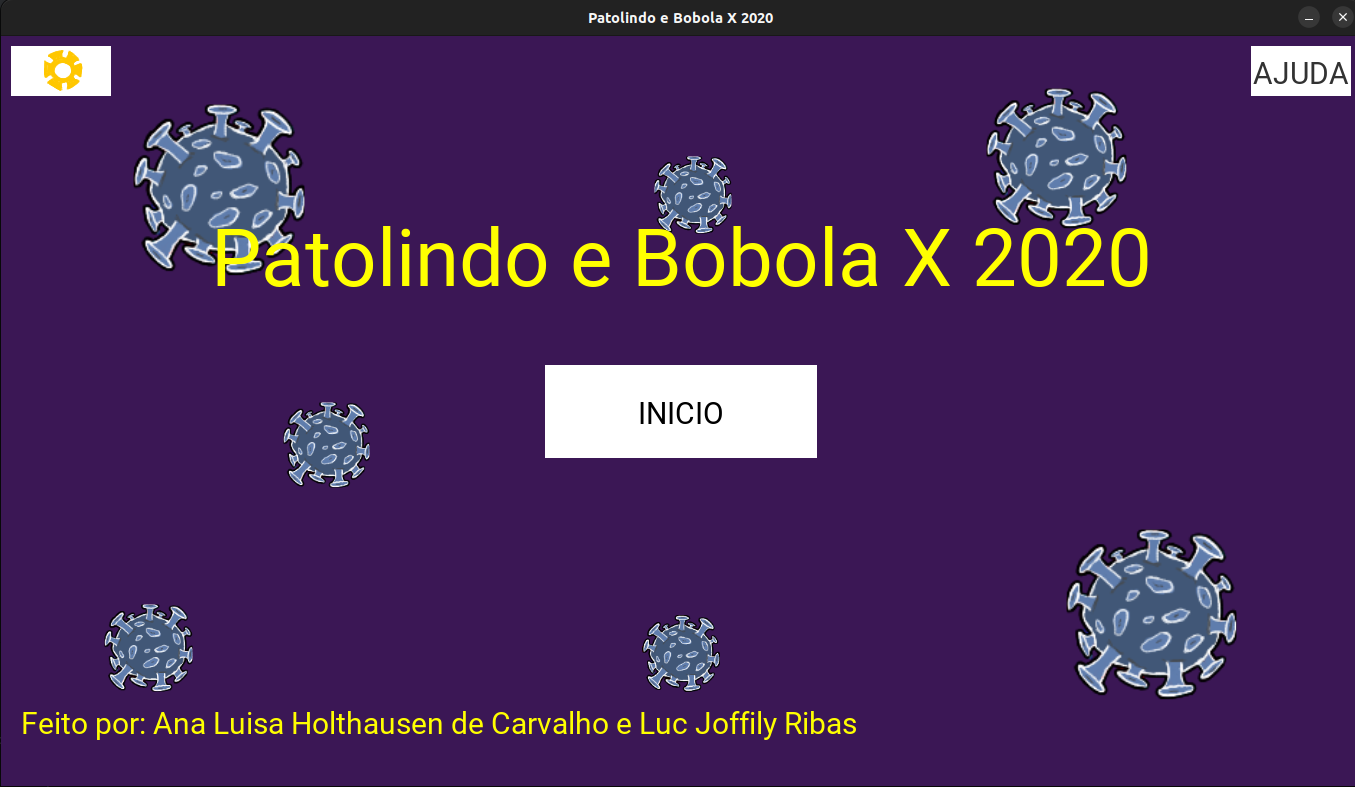 Patolindo e Bobola X 2020
AJUDA
Patolindo e Bobola X 2020
INICIO
Feito por: Ana Luisa Holthausen de Carvalho e Luc Joffily Ribas